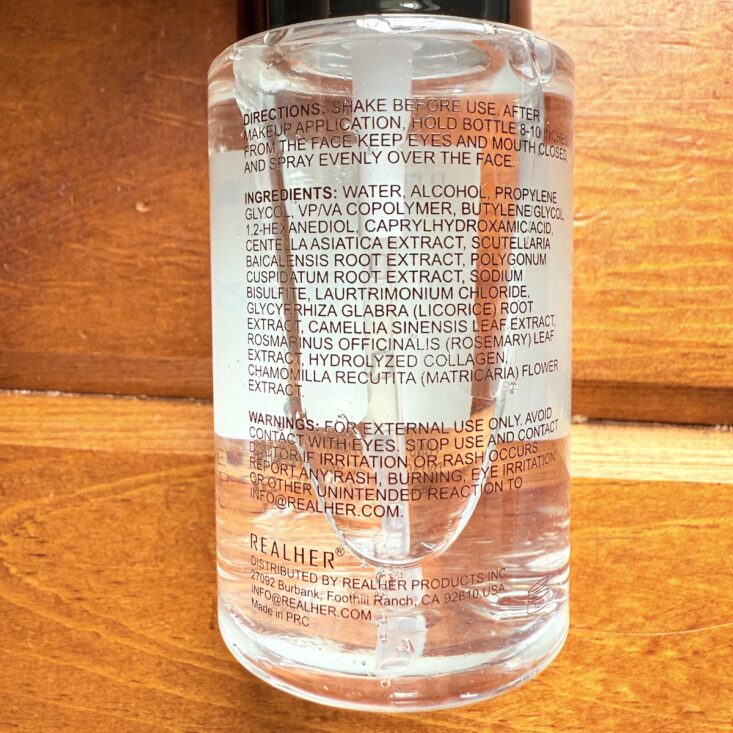 DIRECTIONS: SHAKE BEFORE USE. AFTER
MAKEUP APPLICATION, HOLD BOTTLE 8-10 INCHES
FROM THE FACE KEEP EYES AND MOUTH CLOSED
AND SPRAY EVENLY OVER THE FACE.
INGREDIENTS: WATER, ALCOHOL, PROPYLENE
GLYCOL, VP/VA COPOLYMER, BUTYLENE GLYCOL
1,2-HEXANEDIOL, CAPRYLHYDROXAMIC ACID,
CENTELLA ASIATICA EXTRACT, SCUTELLARIA
BAICALENSIS ROOT EXTRACT, POLYGONUM
CUSPIDATUM ROOT EXTRACT, SODIUM
BISULFITE, LAURTRIMONIUM CHLORIDE,
GLYCYRRHIZA GLABRA (LICORICE) ROOT
EXTRACT, CAMELLIA SINENSIS LEAF EXTRACT,
ROSMARINUS OFFICINALIS (ROSEMARY) LEAF
EXTRACT, HYDROLYZED COLLAGEN,
CHAMOMILLA RECUTITA (MATRICARIA) FLOWER
EXTRACT.
WARNINGS: FOR EXTERNAL USE ONLY. AVOID
CONTACT WITH EYES. STOP USE AND CONTACT
DOCTOR IF IRRITATION OR RASH OCCURS
REPORT ANY RASH, BURNING, EYE IRRITATION
OR OTHER UNINTENDED REACTION TO
INFO@REALHER.COM.
REALHER®
DISTRIBUTED BY REALHER PRODUCTS INC
27092 Burbank, Foothill Ranch, CA 92610 USA.
INFO@REALHER.COM
Made in PRC